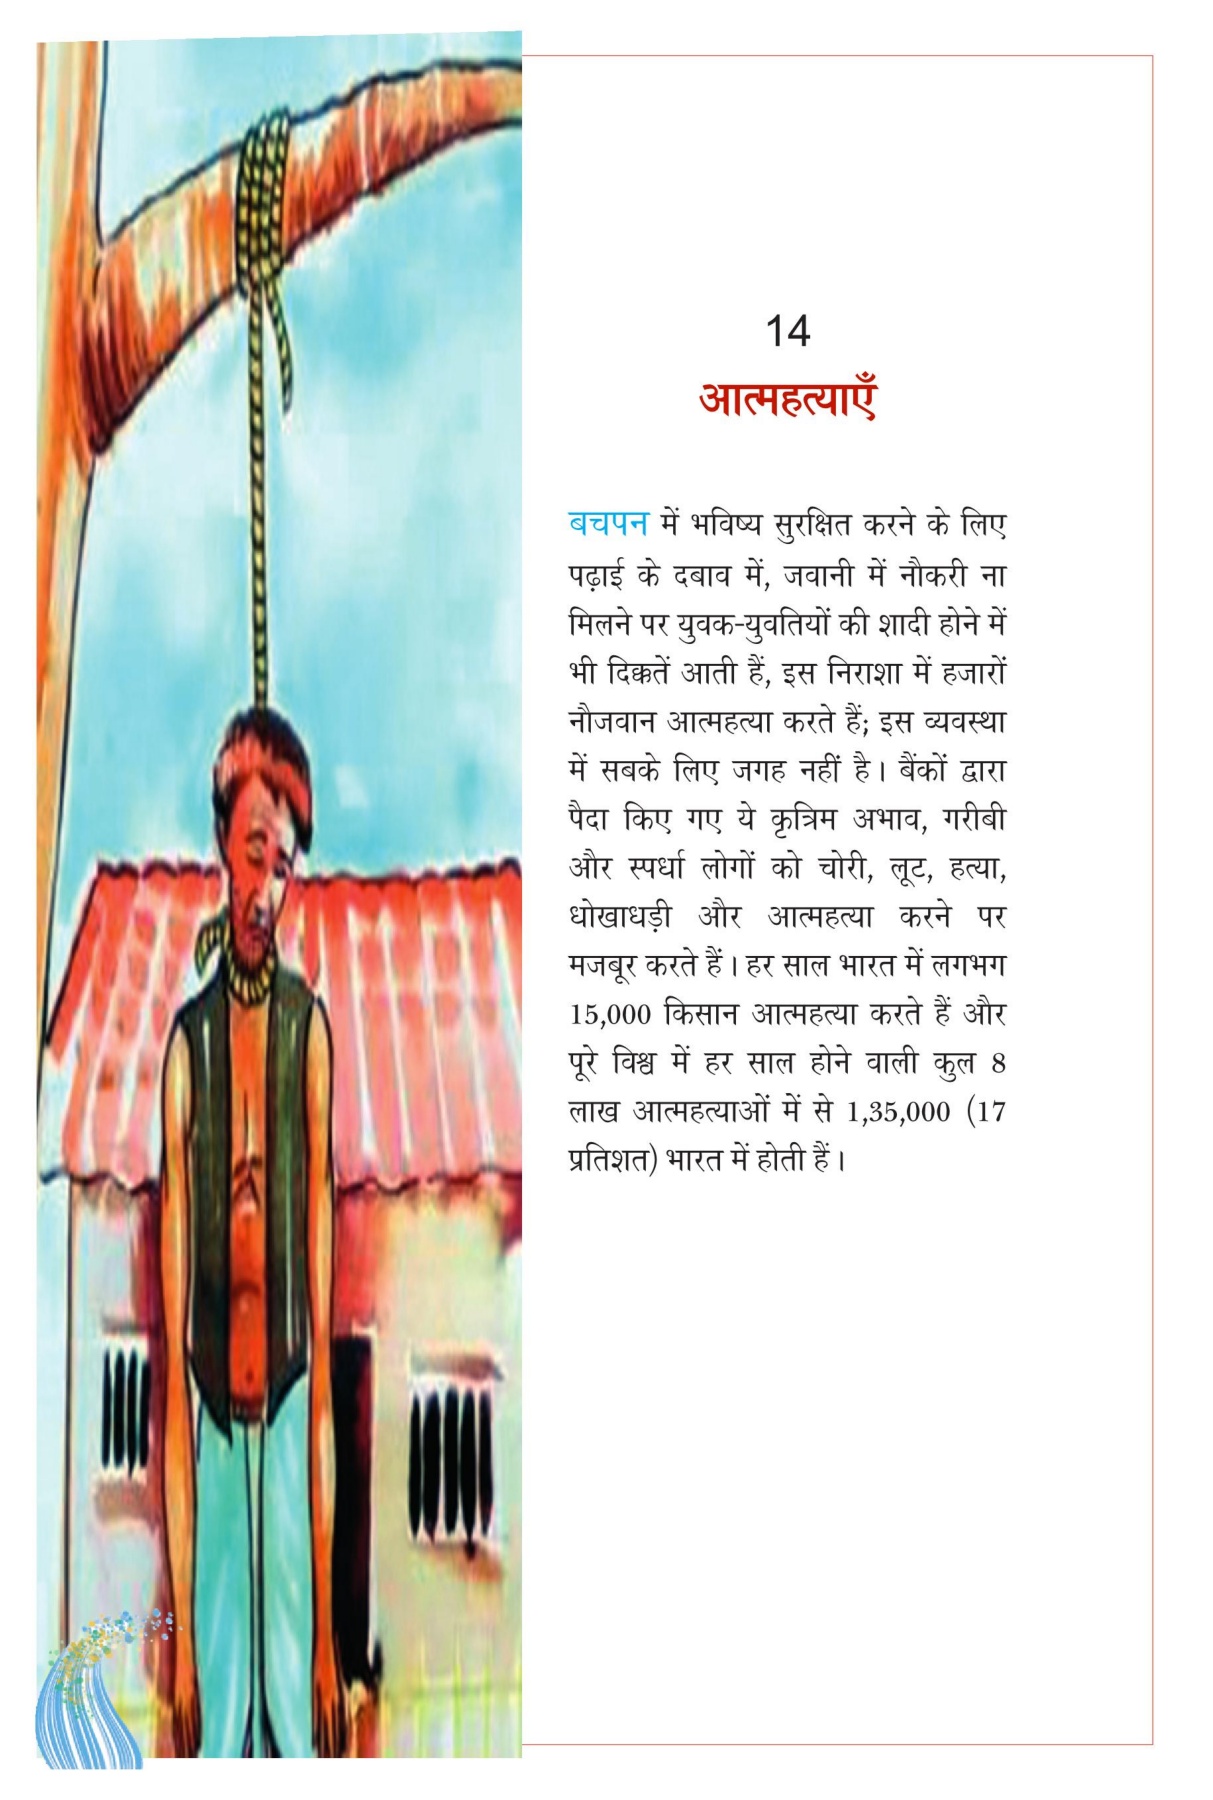 14
आत्महत्याएँ
बचपन में भविष्य सुरक्षित करने के लिए
पढ़ाई के दबाव में, जवानी में नौकरी ना
मिलने पर युवक-युवतियों की शादी होने में
भी दिक्कतें आती हैं, इस निराशा में हजारों
नौजवान आत्महत्या करते हैं; इस व्यवस्था
में सबके लिए जगह नहीं है। बैंकों द्वारा
पैदा किए गए ये कृत्रिम अभाव, गरीबी
और स्पर्धा लोगों को चोरी, लूट, हत्या,
धोखाधड़ी और आत्महत्या करने पर
मजबूर करते हैं। हर साल भारत में लगभग
15,000 किसान आत्महत्या करते हैं और
पूरे विश्व में हर साल होने वाली कुल 8
लाख आत्महत्याओं में से 1,35,000 (17
प्रतिशत) भारत में होती हैं।